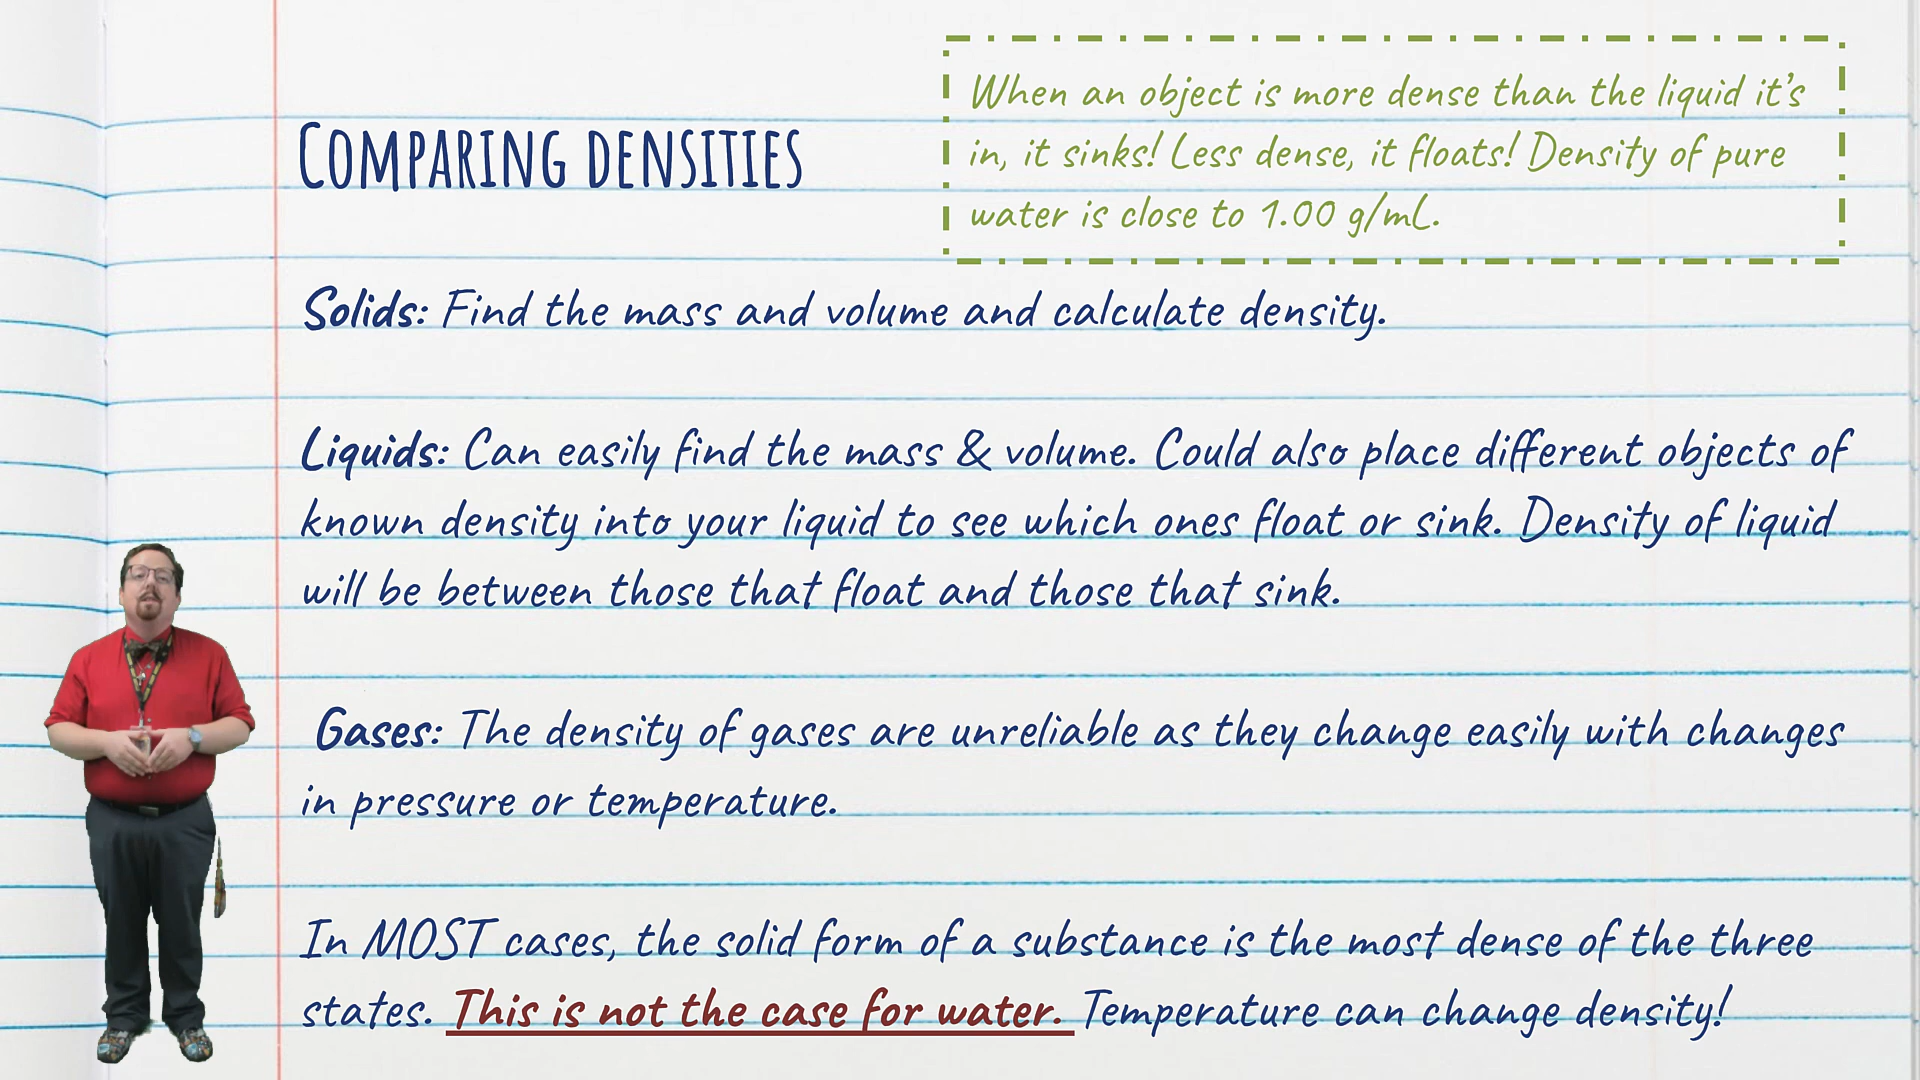 Comparing densities
When an object is more dense than the liquid it's
in, it sinks! Less dense, it floats! Density of pure
water is close to 1.00 g/mL.
Solids: Find the mass and volume and calculate density.
Liquids: Can easily find the mass & volume. Could also place different objects of
known density into your liquid to see which ones float or sink. Density of liquid
will be between those that float and those that sink.
Gases: The density of gases are unreliable as they change easily with changes
in pressure or temperature.
In MOST cases, the solid form of a substance is the most dense of the three
states. This is not the case for water. Temperature can change density!